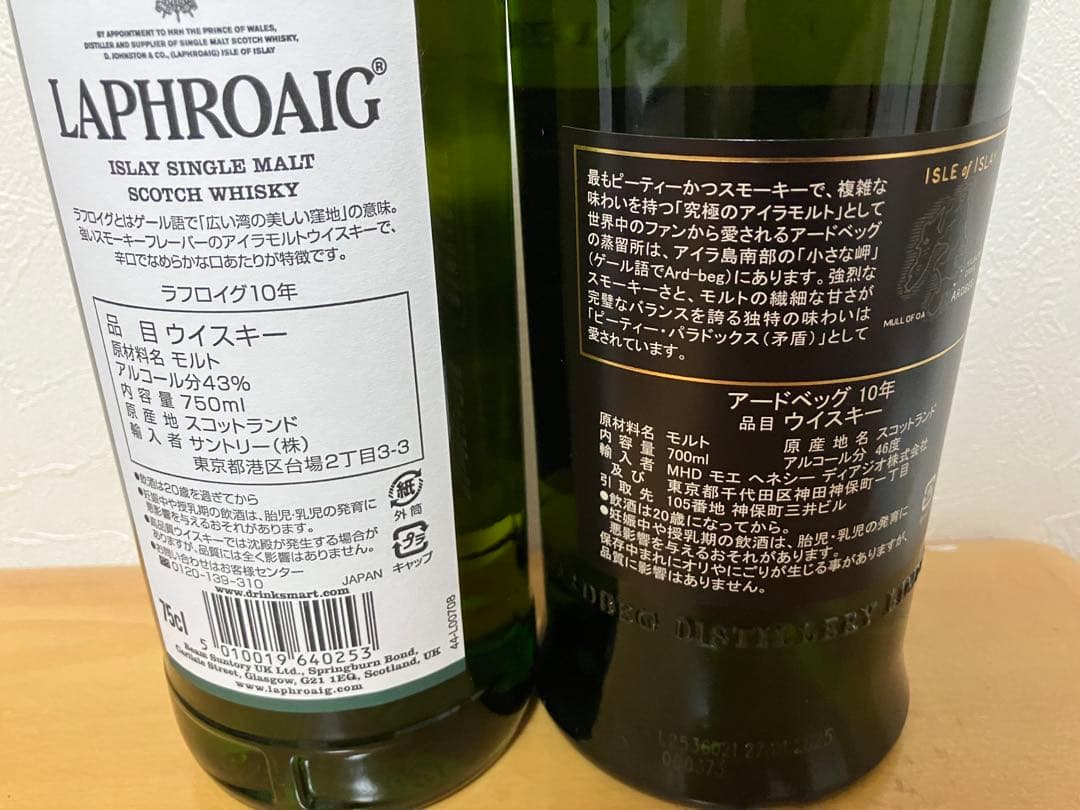 BY APPOINTMENT TO HRH THE PRINCE OF WALES,
DISTILLER AND SUPPLIER OF SINGLE MALT SCOTCH WHISKY,
D. JOHNSTON & CO., (LAPHROAIG) ISLE OF ISLAY
LAPHROAIG®
ISLAY SINGLE MALT
SCOTCH WHISKY
ラフロイグとはゲール語で「広い湾の美しい窪地」の意味。
強いスモーキーフレーバーのアイラモルトウイスキーで、
辛口でなめらかな口あたりが特徴です。
ラフロイグ10年
品 目 ウイスキー
原材料名 モルト
アルコール分43%
内容量 750ml
原産地 スコットランド
輸入者 サントリー(株)
東京都港区台場2丁目3-3
●飲酒は20歳を過ぎてから
●妊娠中や授乳期の飲酒は、胎児・乳児の発育に
悪影響を与えるおそれがあります。
●高品質ウイスキーでは沈殿が発生する場合が
ありますが、品質には全く影響はありません。
●お問い合わせはお客様センター
0120-139-310
JAPAN
www.drinksmart.com
紙
外筒
プラ
キャップ
75cl
5 010019 640253
44-L00708
Beam Suntory UK Ltd., Springburn Bond,
Carlisle Street, Glasgow, G21 1EQ, Scotland, UK
www.laphroaig.com
ISLE of ISLAY
最もピーティーかつスモーキーで、複雑な
味わいを持つ「究極のアイラモルト」として
世界中のファンから愛されるアードベッグ
の蒸留所は、アイラ島南部の「小さな岬」
(ゲール語でArd-beg)にあります。強烈な
スモーキーさと、モルトの繊細な甘さが
完璧なバランスを誇る独特の味わいは
「ピーティー・パラドックス(矛盾)」として
愛されています。
MULL OF OA
アードベッグ 10年
品目 ウイスキー
原材料名 モルト 原産地名 スコットランド
内容量 700ml アルコール分 46度
輸入者 MHD モエ ヘネシー ディアジオ株式会社
及び 東京都千代田区神田神保町一丁目
引取先 105番地 神保町三井ビル
●飲酒は20歳になってから。
●妊娠中や授乳期の飲酒は、胎児・乳児の発育に
悪影響を与えるおそれがあります。
保存中まれにオリやにごりが生じる事がありますが、
品質に影響はありません。
DISTILLERY